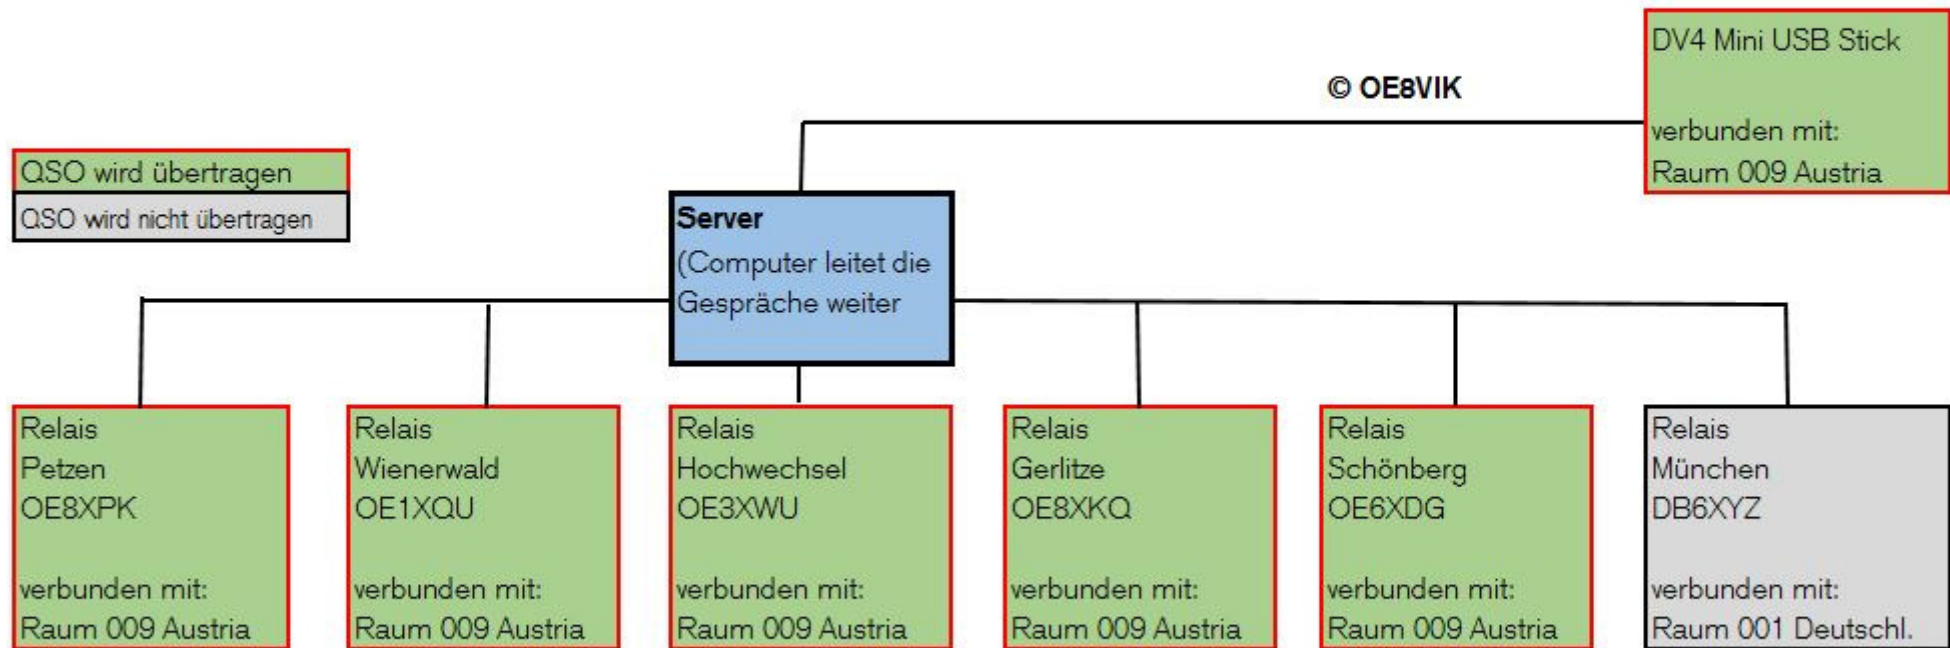 DV4 Mini USB Stick
verbunden mit:
Raum 009 Austria
© OE8VIK
QSO wird übertragen
QSO wird nicht übertragen
Server
(Computer leitet die
Gespräche weiter
Relais
Petzen
OE8XPK
verbunden mit:
Raum 009 Austria
Relais
Wienerwald
OE1XQU
verbunden mit:
Raum 009 Austria
Relais
Hochwechsel
OE3XWU
verbunden mit:
Raum 009 Austria
Relais
Gerlitze
OE8XKQ
verbunden mit:
Raum 009 Austria
Relais
Schönberg
OE6XDG
verbunden mit:
Raum 009 Austria
Relais
München
DB6XYZ
verbunden mit:
Raum 001 Deutschl.